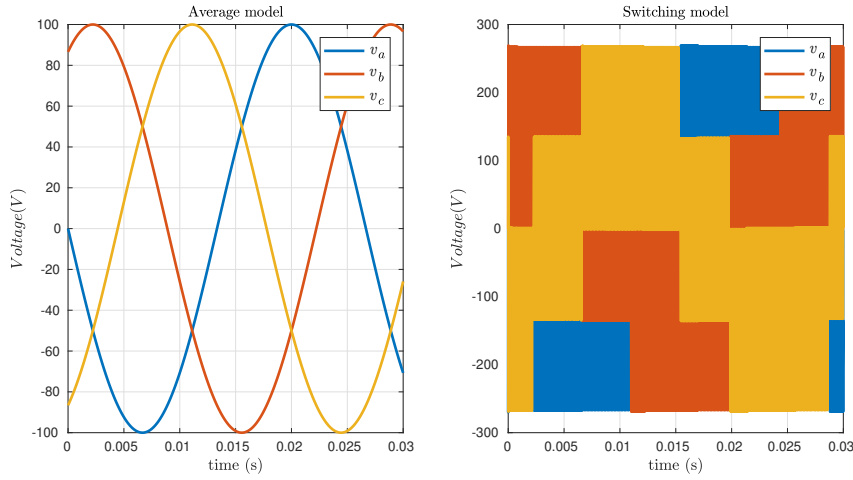 Average model
Voltage(V)
100
80
60
40
20
0
-20
-40
-60
-80
-100
v_a
v_b
v_c
0
0.005
0.01
0.015
0.02
0.025
0.03
time (s)
Switching model
Voltage(V)
300
200
100
0
-100
-200
-300
v_a
v_b
v_c
0
0.005
0.01
0.015
0.02
0.025
0.03
time (s)